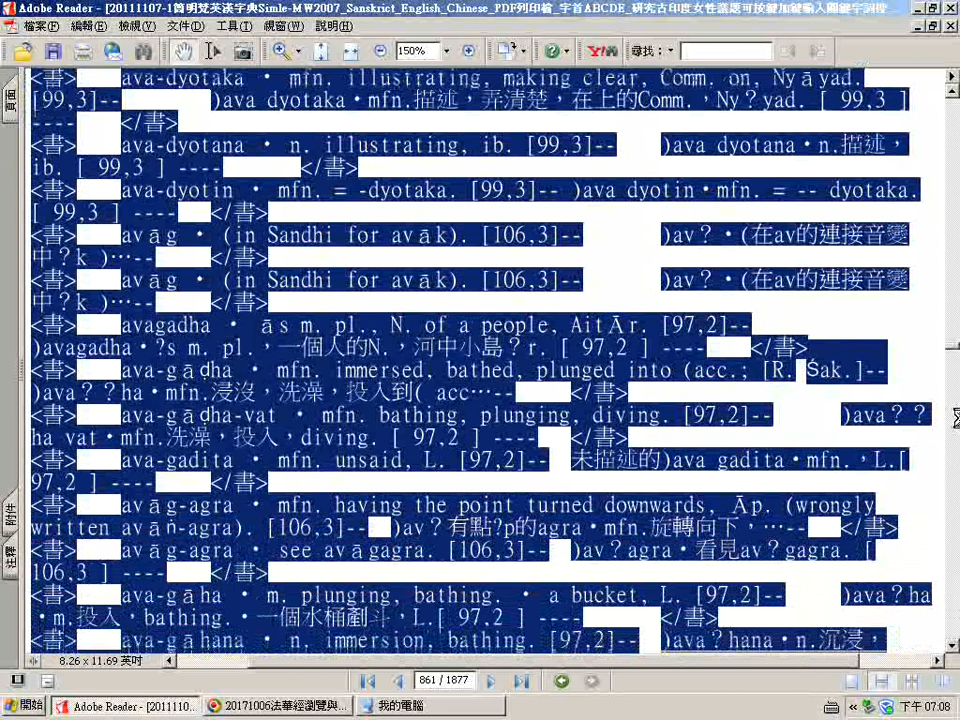 Adobe Reader - [20111107-1簡明梵英漢字典Simle-MW2007_Sanskrict_English_Chinese_PDF列印檔_字首ABCDE_研究古印度女性議題可按鍵加鍵輸入關鍵字詞搜
檔案(F) 編輯(E) 檢視(V) 文件(D) 工具(T) 視窗(W) 說明(H)
150% Y! 尋找：
頁面
附件
註釋
<書> ava-dyotaka • mfn. illustrating, making clear, Comm. on, Nyāyad.
[99,3]-- )ava dyotaka•mfn.描述，弄清楚，在上的Comm. Ny？yad. [ 99,3 ]
---- </書>
<書> ava-dyotana • n. illustrating, ib. [99,3]-- )ava dyotana•n.描述，
ib. [ 99,3 ] ---- </書>
<書> ava-dyotin • mfn. = -dyotaka. [99,3]-- )ava dyotin•mfn. = -- dyotaka.
[ 99,3 ] ---- </書>
<書> avāg • (in Sandhi for avāk). [106,3]-- )av？•(在av的連接音變
中？k )…-- </書>
<書> avāg • (in Sandhi for avāk). [106,3]-- )av？•(在av的連接音變
中？k )…-- </書>
<書> avagadha • ās m. pl., N. of a people, AitĀr. [97,2]--
)avagadha•?s m. pl.，一個人的N.，河中小島？r. [ 97,2 ] ---- </書>
<書> ava-gāḍha • mfn. immersed, bathed, plunged into (acc.; [R. Śak.]--
)ava？？ha•mfn.浸沒，洗澡，投入到( acc…-- </書>
<書> ava-gāḍha-vat • mfn. bathing, plunging, diving. [97,2]-- )ava？？
ha vat•mfn.洗澡，投入，diving. [ 97,2 ] ---- </書>
<書> ava-gadita • mfn. unsaid, L. [97,2]-- 未描述的)ava gadita•mfn.，L.[
97,2 ] ---- </書>
<書> avāg-agra • mfn. having the point turned downwards, Āp. (wrongly
written avāṅ-agra). [106,3]-- )av？有點?p的agra•mfn.旋轉向下，…-- </書>
<書> avāg-agra • see avāgagra. [106,3]-- )av？agra•看見av？gagra. [
106,3 ] ---- </書>
<書> ava-gāha • m. plunging, bathing. • a bucket, L. [97,2]-- )ava？ha
•m.投入，bathing. •一個水桶剷斗，L.[ 97,2 ] ---- </書>
<書> ava-gāhana • n. immersion, bathing. [97,2]-- )ava？hana•n.沉浸，
8.26 x 11.69 英吋
861 / 1877
開始 Adobe Reader - [2011110... 20171006法華經瀏覽與... 我的電腦 下午 07:08